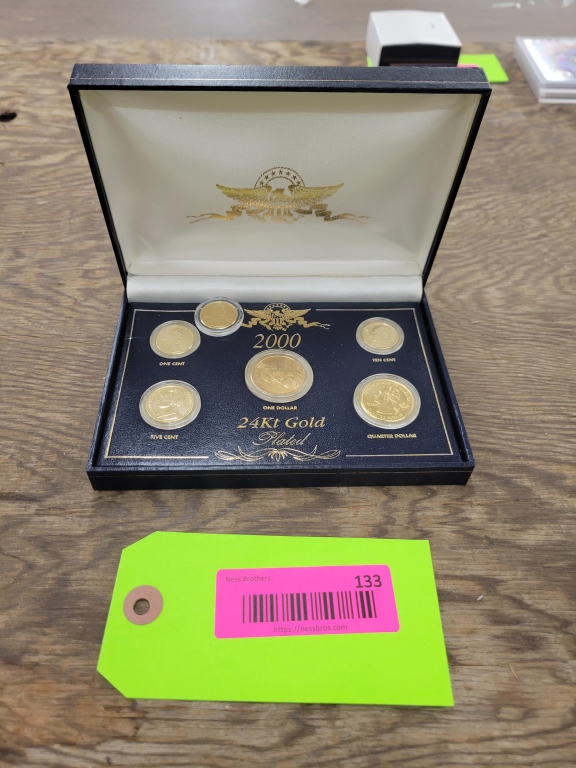 2000
ONE CENT
TEN CENT
ONE DOLLAR
FIVE CENT
QUARTER DOLLAR
24Kt Gold
Plated
Ness Brothers
133
https://nessbros.com